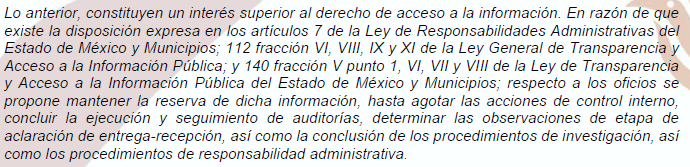 Lo anterior, constituyen un interés superior al derecho de acceso a la información. En razón de que
existe la disposición expresa en los artículos 7 de la Ley de Responsabilidades Administrativas del
Estado de México y Municipios; 112 fracción VI, VIII, IX y XI de la Ley General de Transparencia y
Acceso a la Información Pública; y 140 fracción V punto 1, VI, VII y VIII de la Ley de Transparencia
y Acceso a la Información Pública del Estado de México y Municipios; respecto a los oficios se
propone mantener la reserva de dicha información, hasta agotar las acciones de control interno,
concluir la ejecución y seguimiento de auditorías, determinar las observaciones de etapa de
aclaración de entrega-recepción, así como la conclusión de los procedimientos de investigación, así
como los procedimientos de responsabilidad administrativa.